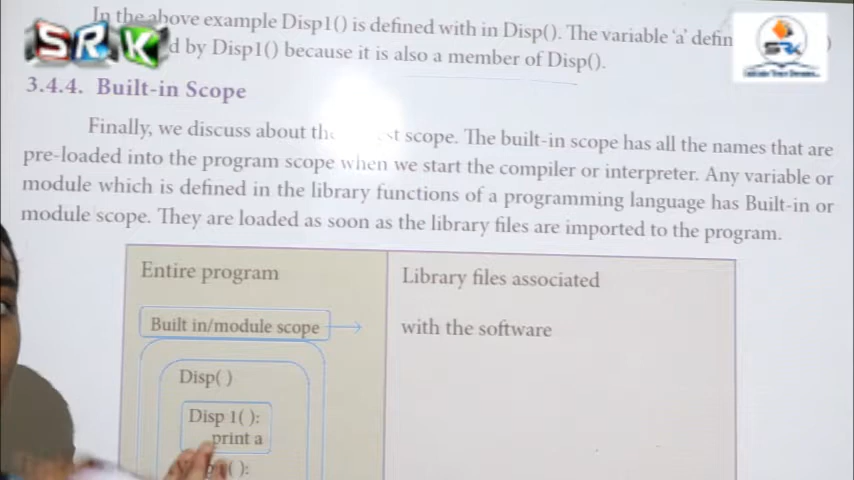 In the above example Disp1() is defined with in Disp(). The variable 'a' defin )
SRK
d by Disp1() because it is also a member of Disp().
SRK
3.4.4. Built-in Scope
Finally, we discuss about the st scope. The built-in scope has all the names that are
pre-loaded into the program scope when we start the compiler or interpreter. Any variable or
module which is defined in the library functions of a programming language has Built-in or
module scope. They are loaded as soon as the library files are imported to the program.
Entire program
Library files associated
Built in/module scope
with the software
Disp( )
Disp 1( ):
print a
( ):